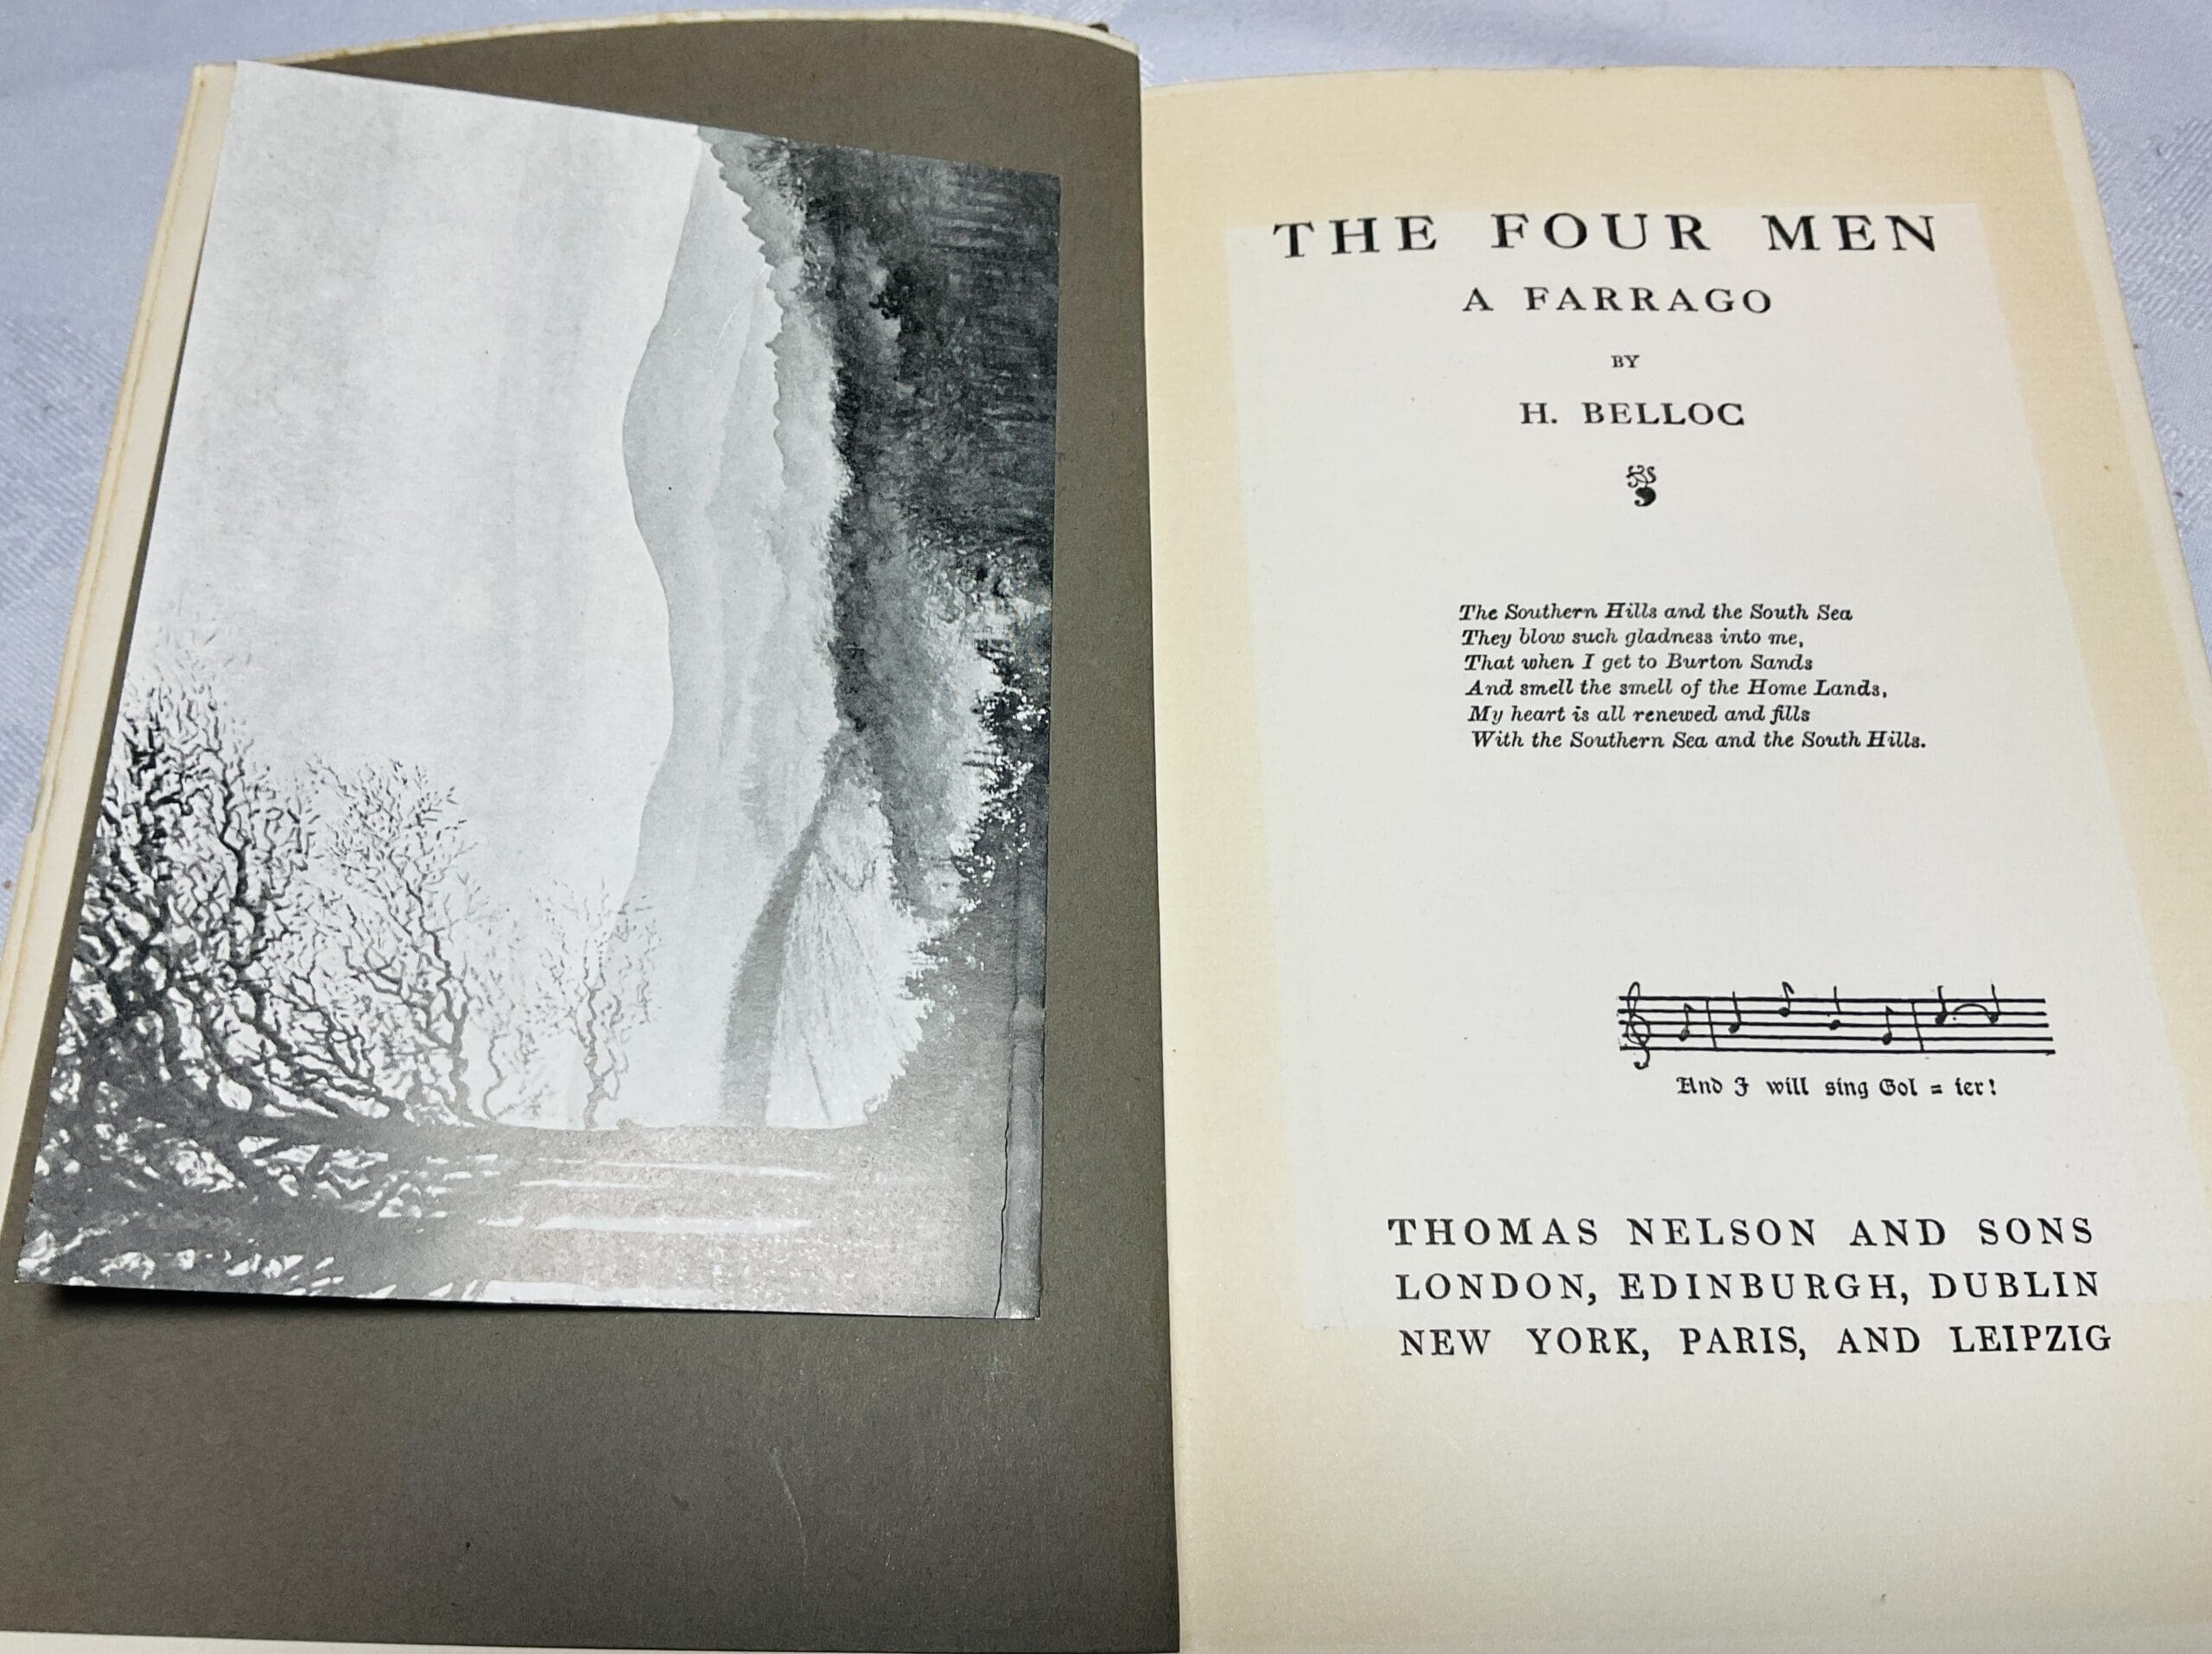 THE FOUR MEN
A FARRAGO
BY
H. BELLOC
The Southern Hills and the South Sea
They blow such gladness into me,
That when I get to Burton Sands
And smell the smell of the Home Lands,
My heart is all renewed and fills
With the Southern Sea and the South Hills.
And I will sing Gol = ier!
THOMAS NELSON AND SONS
LONDON, EDINBURGH, DUBLIN
NEW YORK, PARIS, AND LEIPZIG